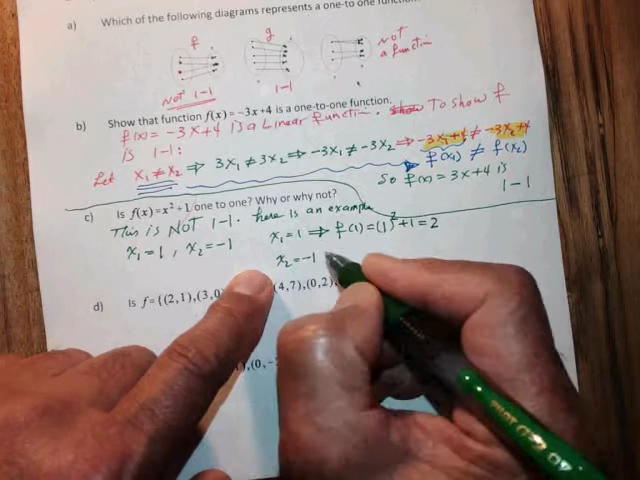 a) Which of the following diagrams represents a one-to one function.
f g
Not 1-1
1-1
not
a function
b) Show that function f(x) = -3x+4 is a one-to-one function.
f(x) = -3x+4 is a Linear function. To show f
is 1-1:
Let x₁ ≠ x₂ ⇒ 3x₁ ≠ 3x₂ ⇒ -3x₁ ≠ -3x₂ ⇒ -3x₁+4 ≠ -3x₂+4
f(x₁) ≠ f(x₂)
So f(x) = 3x+4 is
1-1
c) Is f(x)=x²+1 one to one? Why or why not?
This is NOT 1-1. here is an example
x₁=1, x₂=-1
x₁=1 ⇒ f(1)=(1)²+1=2
x₂=-1
d) Is f={(2,1),(3,0 (4,7),(0,2)
),(0,-
PILOT